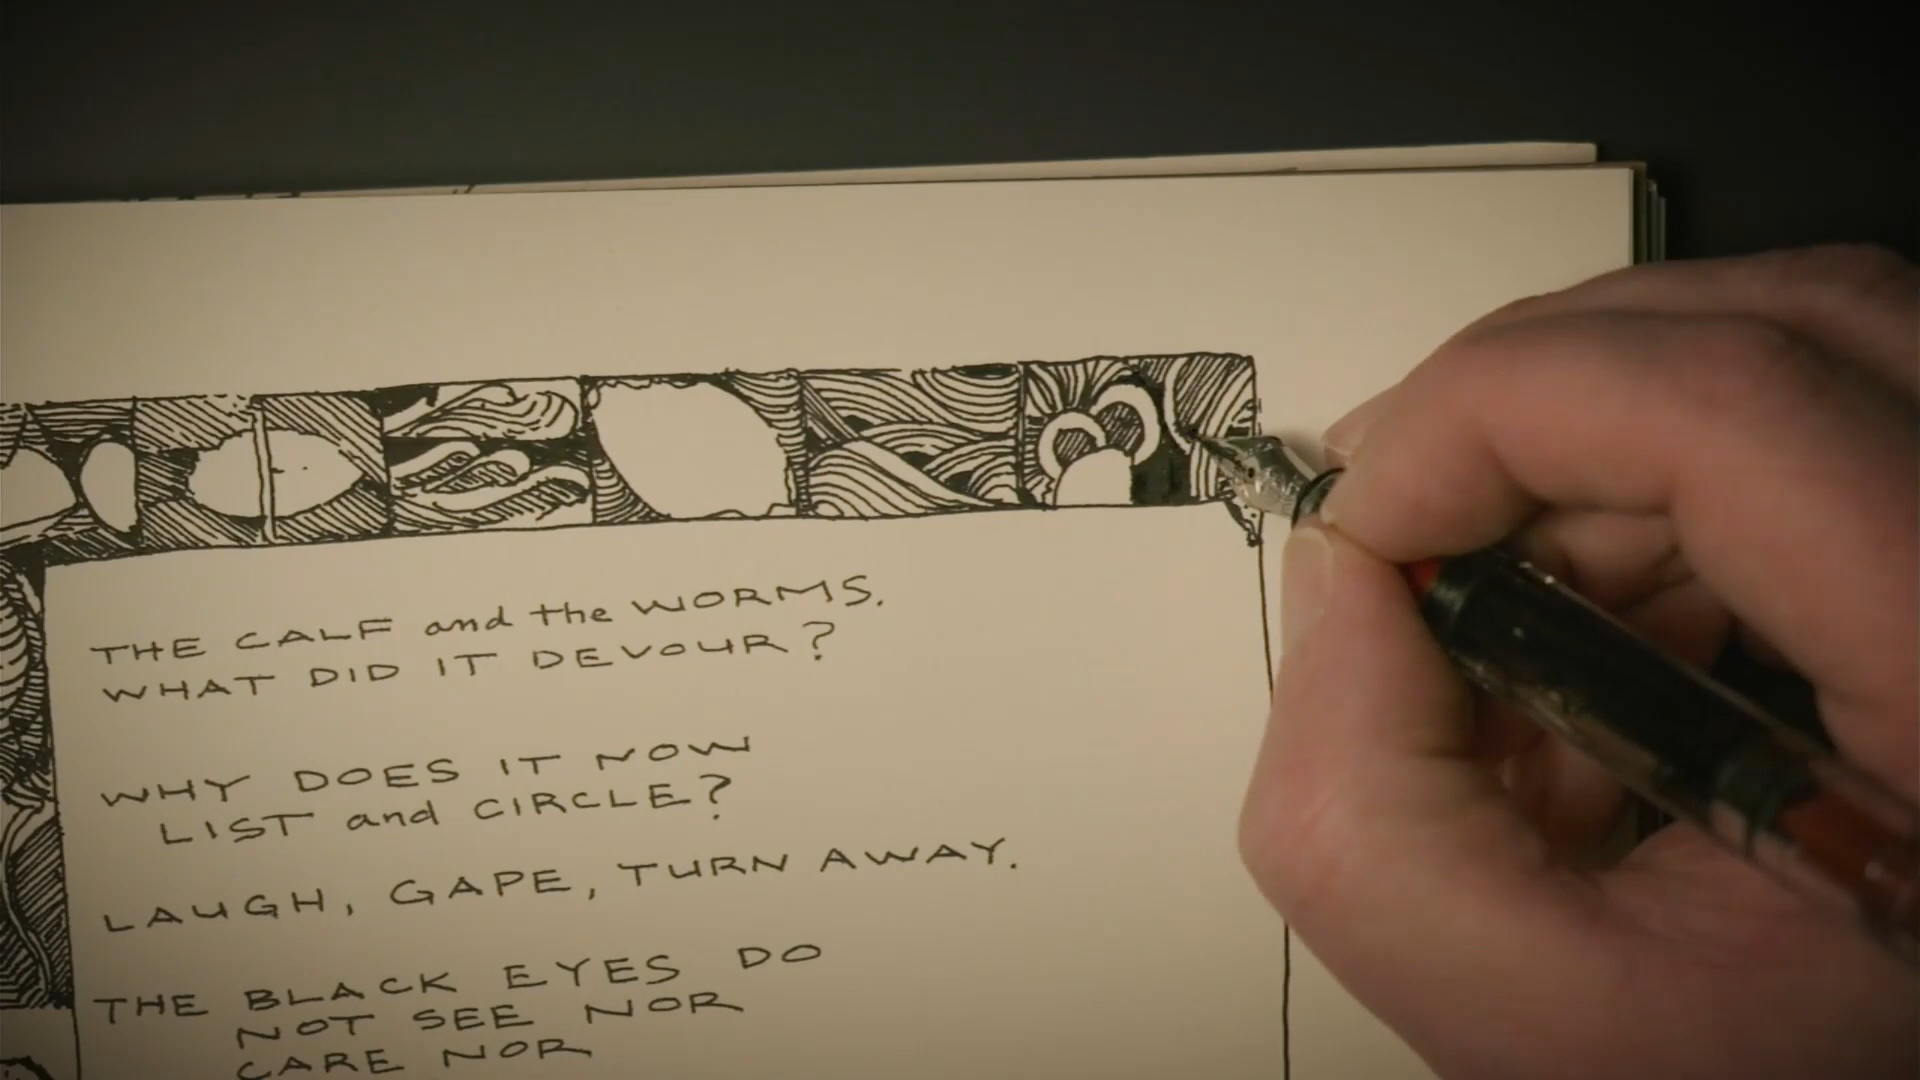 THE CALF and the WORMS.
WHAT DID IT DEVOUR?
WHY DOES IT NOW
LIST and CIRCLE?
LAUGH, GAPE, TURN AWAY.
THE BLACK EYES DO
NOT SEE NOR
CARE NOR